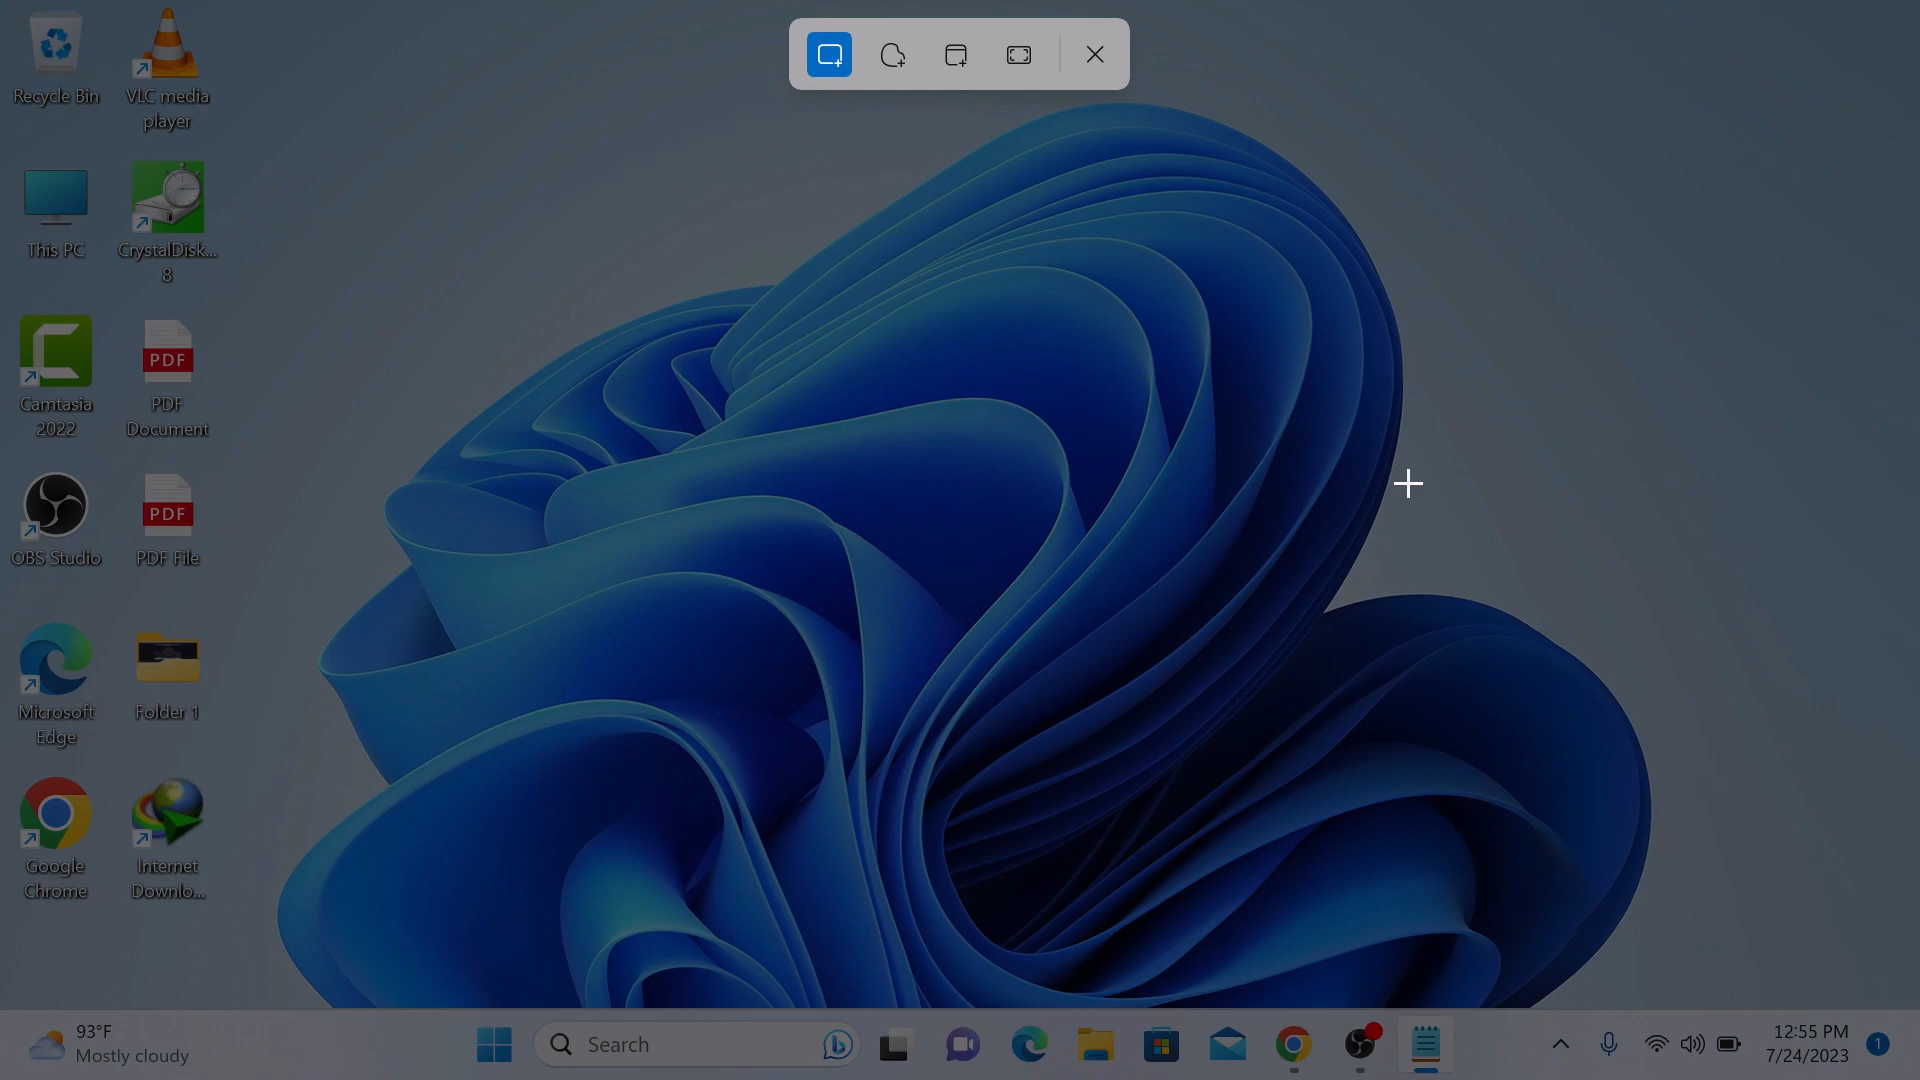 Recycle Bin
VLC media
player
This PC
CrystalDisk...
8
Camtasia
2022
PDF
PDF
Document
OBS Studio
PDF
PDF File
Microsoft
Edge
Folder 1
Google
Chrome
Internet
Downlo...
93°F
Mostly cloudy
Search
12:55 PM
7/24/2023
1